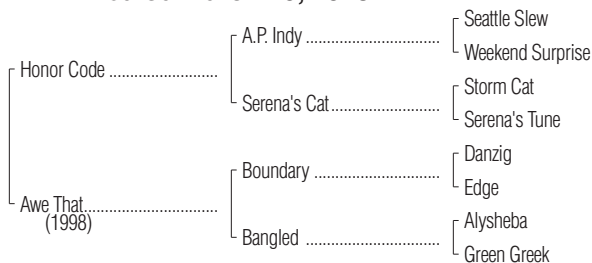 Seattle Slew
A.P. Indy
Weekend Surprise
Honor Code
Storm Cat
Serena's Cat
Serena's Tune
Danzig
Boundary
Edge
Awe That
(1998)
Alysheba
Bangled
Green Greek